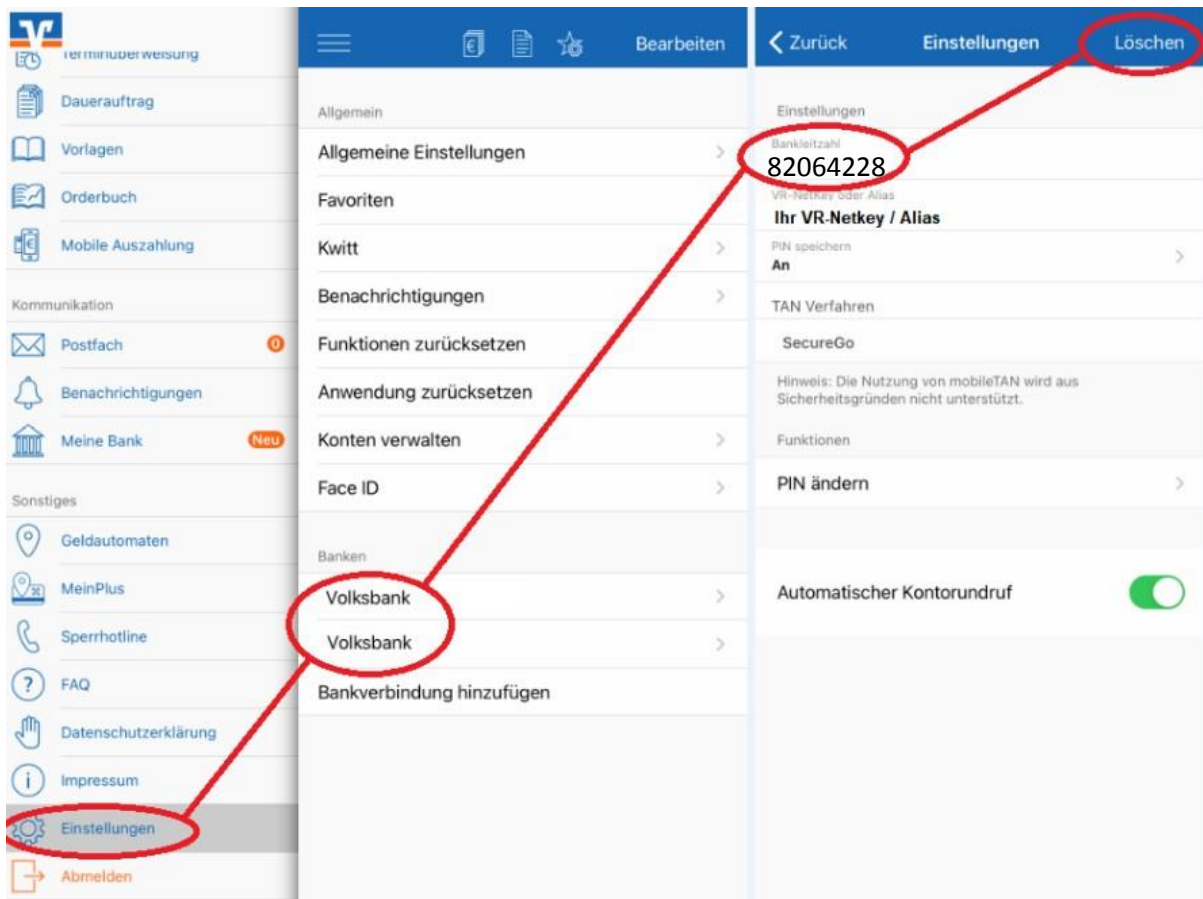 Terminüberweisung
Dauerauftrag
Vorlagen
Orderbuch
Mobile Auszahlung
Kommunikation
Postfach 0
Benachrichtigungen
Meine Bank Neu
Sonstiges
Geldautomaten
MeinPlus
Sperrhotline
FAQ
Datenschutzerklärung
Impressum
Einstellungen
Abmelden
Bearbeiten
Allgemein
Allgemeine Einstellungen
Favoriten
Kwitt
Benachrichtigungen
Funktionen zurücksetzen
Anwendung zurücksetzen
Konten verwalten
Face ID
Banken
Volksbank
Volksbank
Bankverbindung hinzufügen
Zurück Einstellungen Löschen
Einstellungen
Bankleitzahl
82064228
VR-NetKey oder Alias
Ihr VR-Netkey / Alias
PIN speichern
An
TAN Verfahren
SecureGo
Hinweis: Die Nutzung von mobileTAN wird aus
Sicherheitsgründen nicht unterstützt.
Funktionen
PIN ändern
Automatischer Kontorundruf